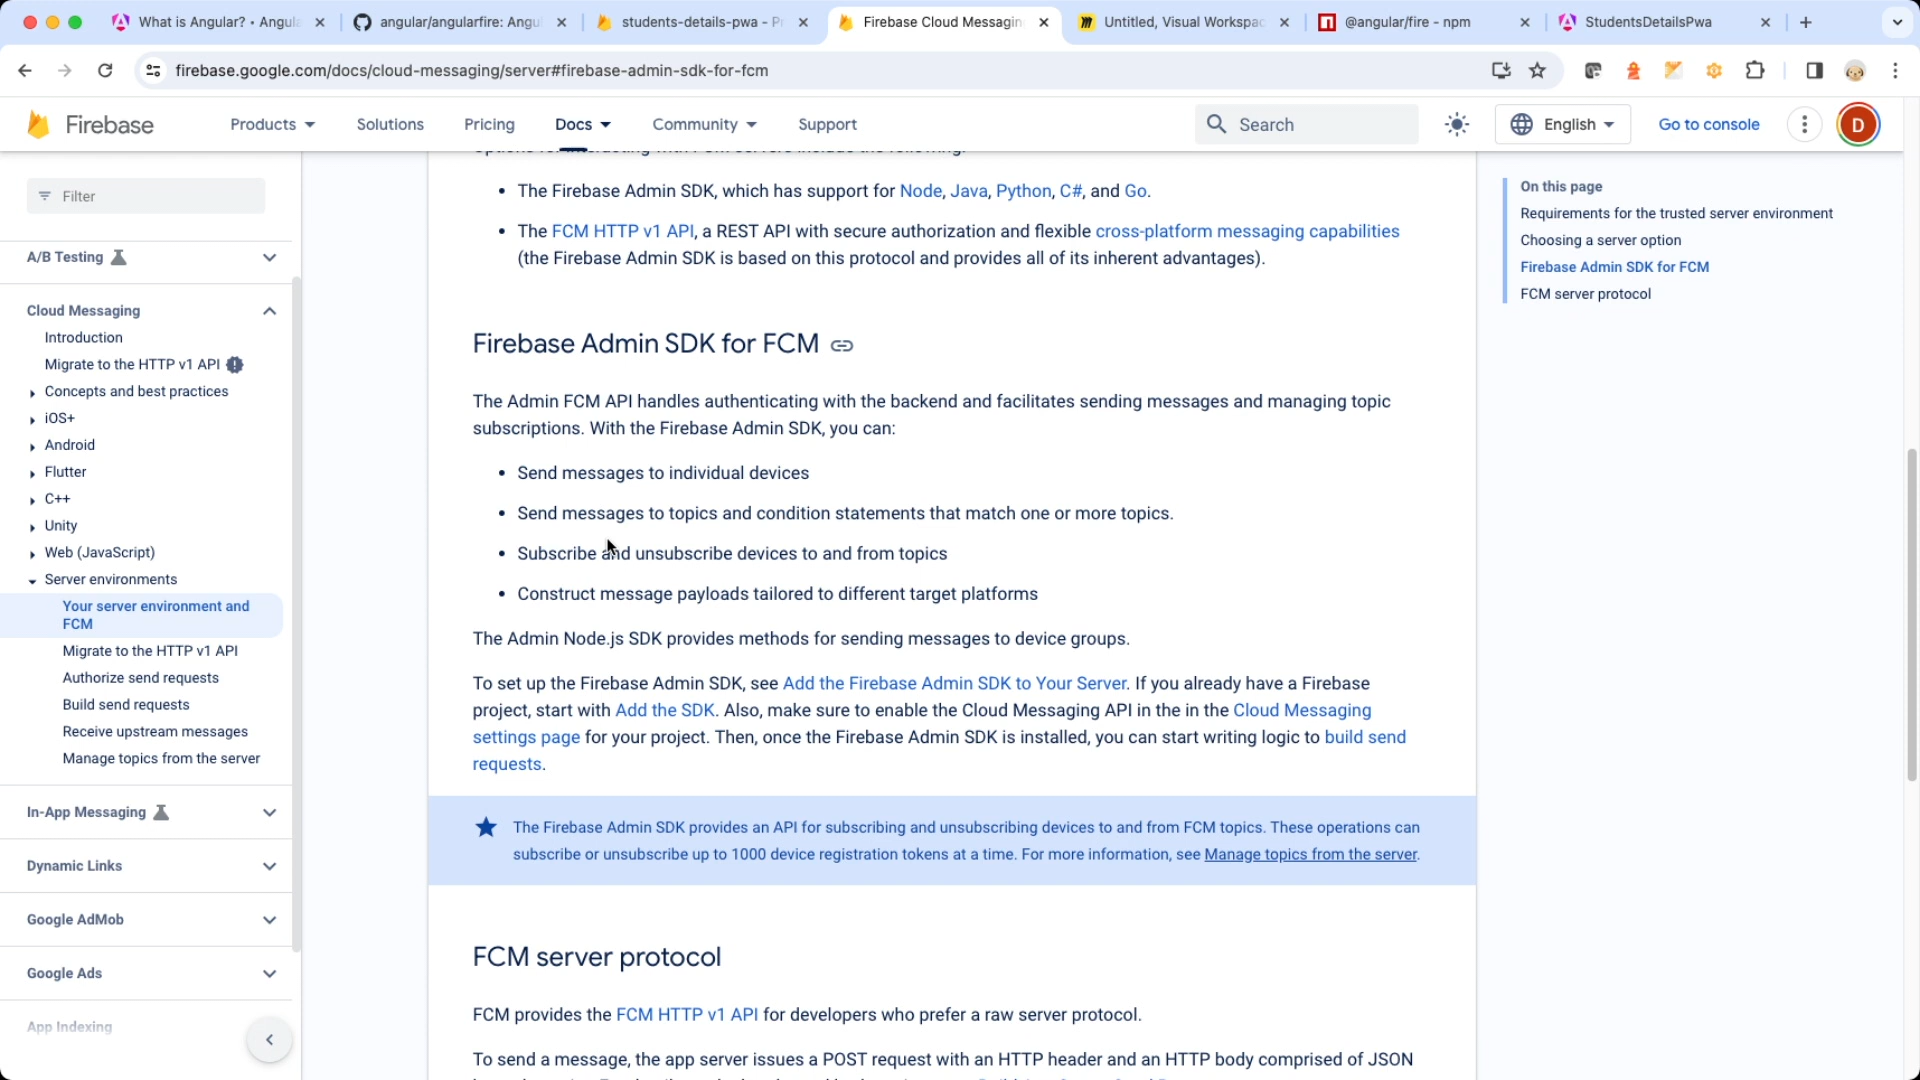 What is Angular? • Angula
angular/angularfire: Angu
students-details-pwa - P
Firebase Cloud Messagin
Untitled, Visual Workspac
@angular/fire - npm
StudentsDetailsPwa
firebase.google.com/docs/cloud-messaging/server#firebase-admin-sdk-for-fcm
Firebase
Products
Solutions
Pricing
Docs
Community
Support
Search
English
Go to console
D
Filter
A/B Testing
Cloud Messaging
Introduction
Migrate to the HTTP v1 API
Concepts and best practices
iOS+
Android
Flutter
C++
Unity
Web (JavaScript)
Server environments
Your server environment and
FCM
Migrate to the HTTP v1 API
Authorize send requests
Build send requests
Receive upstream messages
Manage topics from the server
In-App Messaging
Dynamic Links
Google AdMob
Google Ads
App Indexing
• The Firebase Admin SDK, which has support for Node, Java, Python, C#, and Go.
• The FCM HTTP v1 API, a REST API with secure authorization and flexible cross-platform messaging capabilities
(the Firebase Admin SDK is based on this protocol and provides all of its inherent advantages).
Firebase Admin SDK for FCM
The Admin FCM API handles authenticating with the backend and facilitates sending messages and managing topic
subscriptions. With the Firebase Admin SDK, you can:
• Send messages to individual devices
• Send messages to topics and condition statements that match one or more topics.
• Subscribe and unsubscribe devices to and from topics
• Construct message payloads tailored to different target platforms
The Admin Node.js SDK provides methods for sending messages to device groups.
To set up the Firebase Admin SDK, see Add the Firebase Admin SDK to Your Server. If you already have a Firebase
project, start with Add the SDK. Also, make sure to enable the Cloud Messaging API in the in the Cloud Messaging
settings page for your project. Then, once the Firebase Admin SDK is installed, you can start writing logic to build send
requests.
The Firebase Admin SDK provides an API for subscribing and unsubscribing devices to and from FCM topics. These operations can
subscribe or unsubscribe up to 1000 device registration tokens at a time. For more information, see Manage topics from the server.
FCM server protocol
FCM provides the FCM HTTP v1 API for developers who prefer a raw server protocol.
To send a message, the app server issues a POST request with an HTTP header and an HTTP body comprised of JSON
On this page
Requirements for the trusted server environment
Choosing a server option
Firebase Admin SDK for FCM
FCM server protocol